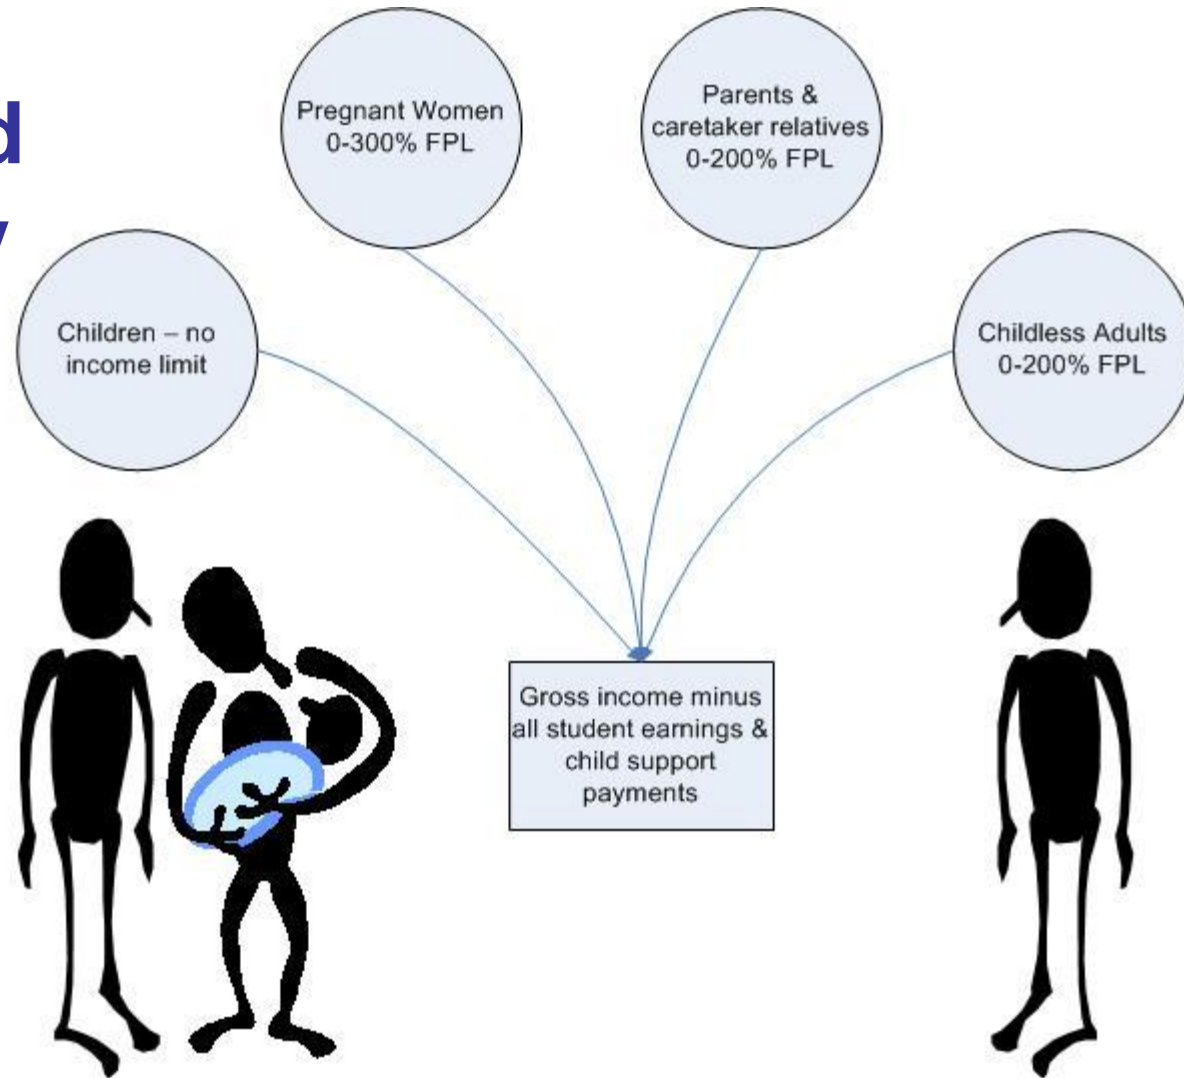 Pregnant Women
0-300% FPL
Parents &
caretaker relatives
0-200% FPL
Children – no
income limit
Childless Adults
0-200% FPL
Gross income minus
all student earnings &
child support
payments